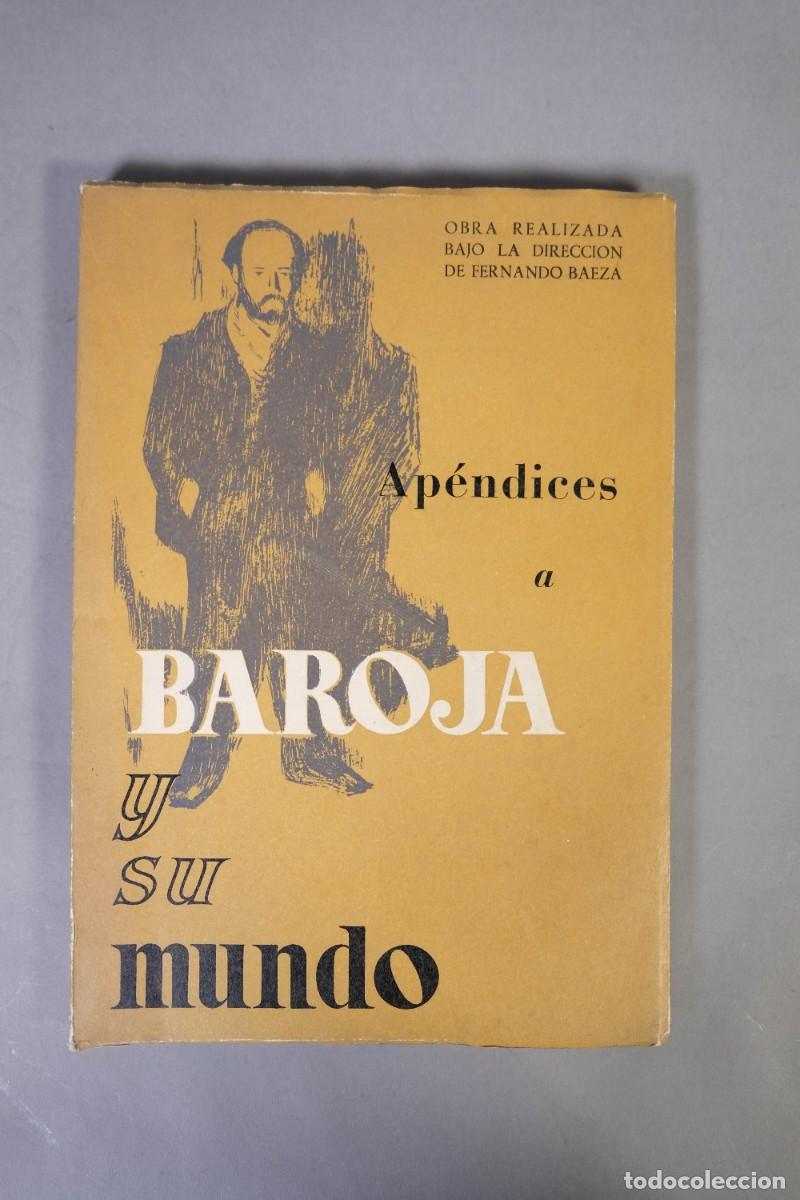 OBRA REALIZADA
BAJO LA DIRECCION
DE FERNANDO BAEZA
Apéndices
a
BAROJA
y
su
mundo
todocoleccion